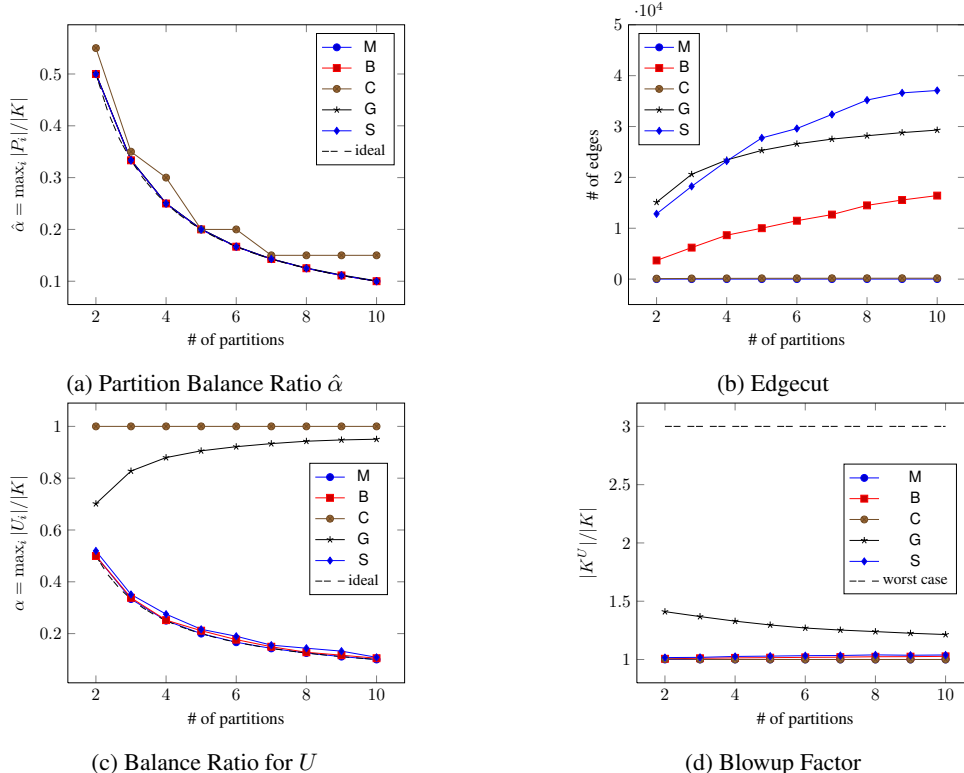 0.5
0.4
0.3
0.2
0.1
2
4
6
8
10
# of partitions
α̂ = max_i |P_i|/|K|
M
B
C
G
S
ideal
(a) Partition Balance Ratio α̂
·10⁴
5
4
3
2
1
0
2
4
6
8
10
# of partitions
# of edges
M
B
C
G
S
(b) Edgecut
1
0.8
0.6
0.4
0.2
2
4
6
8
10
# of partitions
α = max_i |U_i|/|K|
M
B
C
G
S
ideal
(c) Balance Ratio for U
3
2.5
2
1.5
1
2
4
6
8
10
# of partitions
|K^U|/|K|
M
B
C
G
S
worst case
(d) Blowup Factor